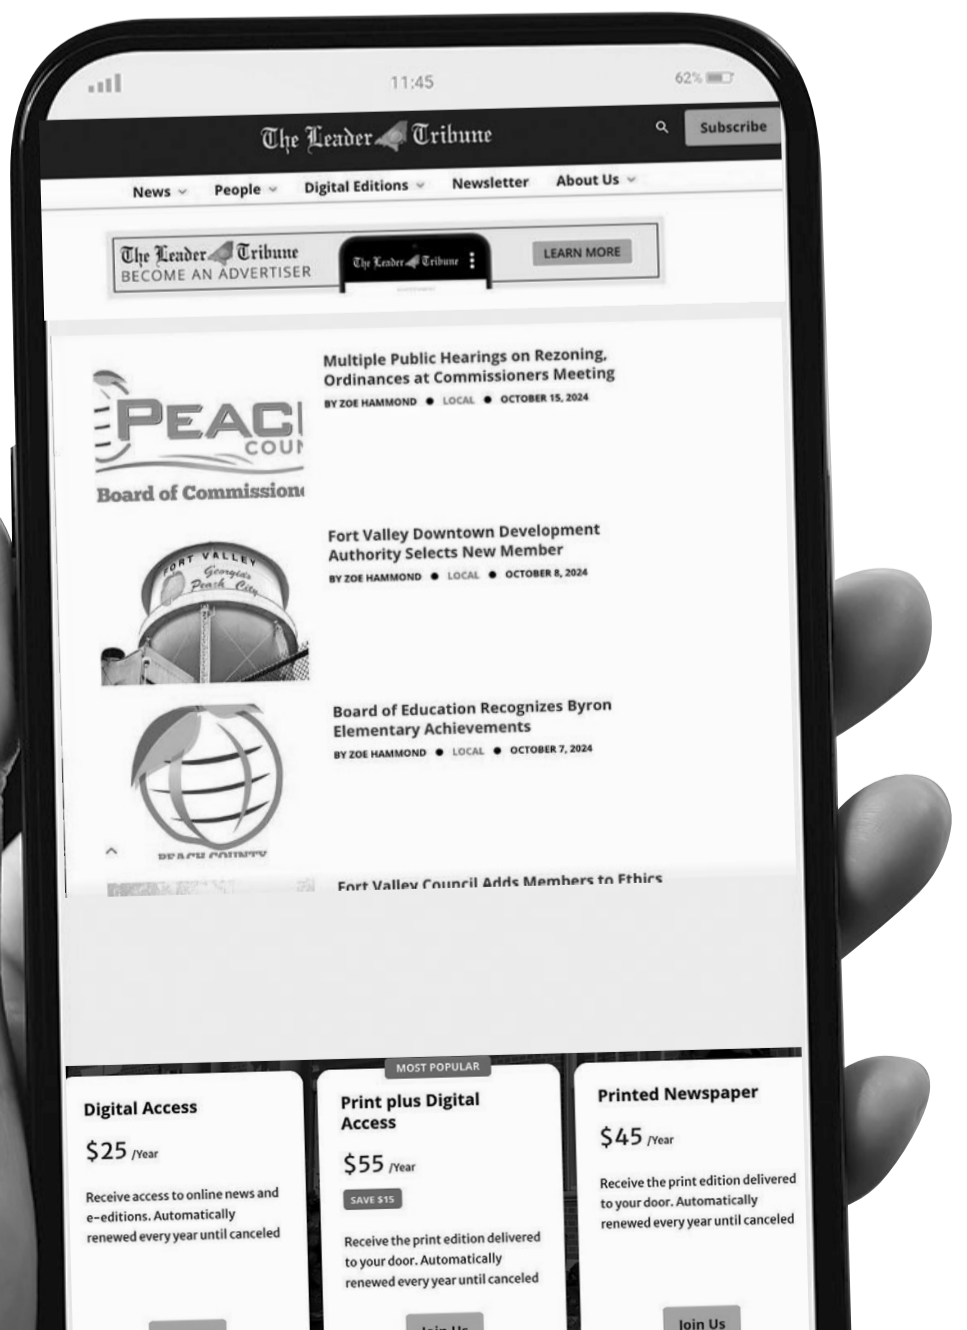 11:45
62%
The Leader Tribune
Subscribe
News
People
Digital Editions
Newsletter
About Us
The Leader Tribune
BECOME AN ADVERTISER
The Leader Tribune
LEARN MORE
PEAC
COUN
Board of Commission
Multiple Public Hearings on Rezoning,
Ordinances at Commissioners Meeting
BY ZOE HAMMOND ● LOCAL ● OCTOBER 15, 2024
FORT VALLEY
Georgia's
Peach City
Fort Valley Downtown Development
Authority Selects New Member
BY ZOE HAMMOND ● LOCAL ● OCTOBER 8, 2024
PEACH COUNTY
Board of Education Recognizes Byron
Elementary Achievements
BY ZOE HAMMOND ● LOCAL ● OCTOBER 7, 2024
Fort Valley Council Adds Members to Ethics
Digital Access
$25 /Year
Receive access to online news and
e-editions. Automatically
renewed every year until canceled
MOST POPULAR
Print plus Digital
Access
$55 /Year
SAVE $15
Receive the print edition delivered
to your door. Automatically
renewed every year until canceled
Join Us
Printed Newspaper
$45 /Year
Receive the print edition delivered
to your door. Automatically
renewed every year until canceled
Join Us